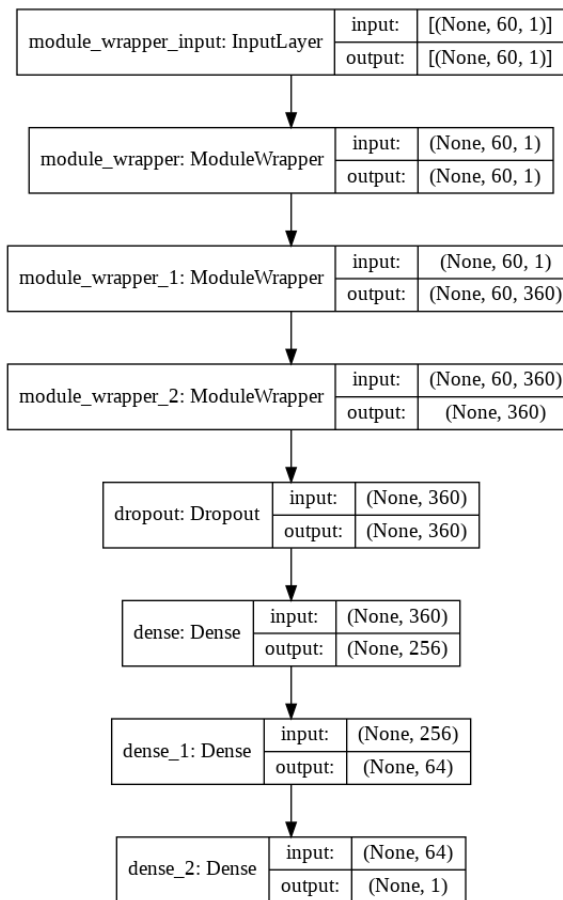 module_wrapper_input: InputLayer
input: [(None, 60, 1)]
output: [(None, 60, 1)]
module_wrapper: ModuleWrapper
input: (None, 60, 1)
output: (None, 60, 1)
module_wrapper_1: ModuleWrapper
input: (None, 60, 1)
output: (None, 60, 360)
module_wrapper_2: ModuleWrapper
input: (None, 60, 360)
output: (None, 360)
dropout: Dropout
input: (None, 360)
output: (None, 360)
dense: Dense
input: (None, 360)
output: (None, 256)
dense_1: Dense
input: (None, 256)
output: (None, 64)
dense_2: Dense
input: (None, 64)
output: (None, 1)